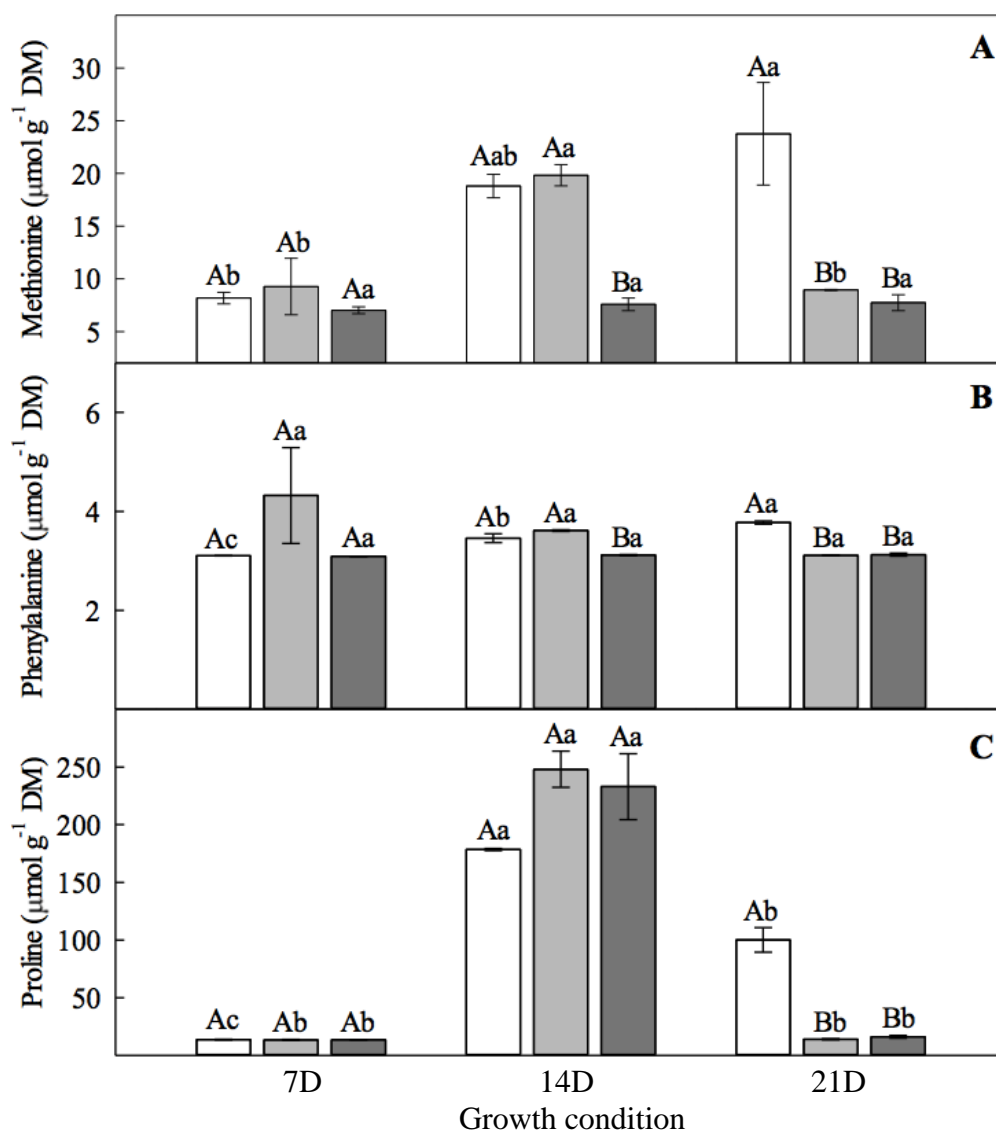 A
Methionine (μmol g⁻¹ DM)
30
25
20
15
10
5
Ab Ab Aa
Aab Aa Ba
Aa Bb Ba
B
Phenylalanine (μmol g⁻¹ DM)
6
4
2
Ac Aa Aa
Ab Aa Ba
Aa Ba Ba
C
Proline (μmol g⁻¹ DM)
250
200
150
100
50
Ac Ab Ab
Aa Aa Aa
Ab Bb Bb
7D 14D 21D
Growth condition